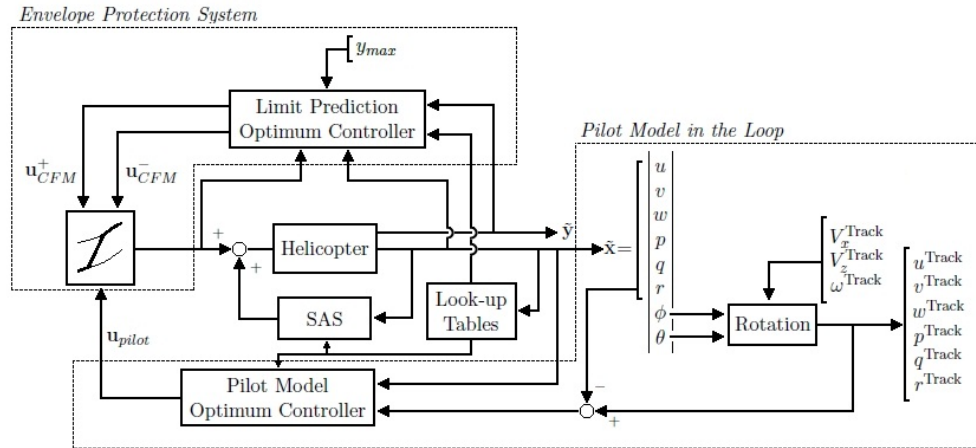 Envelope Protection System
y_max
Limit Prediction
Optimum Controller
Pilot Model in the Loop
u^+_CFM
u^-_CFM
+
+
Helicopter
ỹ
x̃=
u
v
w
p
q
r
ϕ
θ
V_x^Track
V_z^Track
ω^Track
Rotation
u^Track
v^Track
w^Track
p^Track
q^Track
r^Track
SAS
Look-up
Tables
u_pilot
Pilot Model
Optimum Controller
−
+